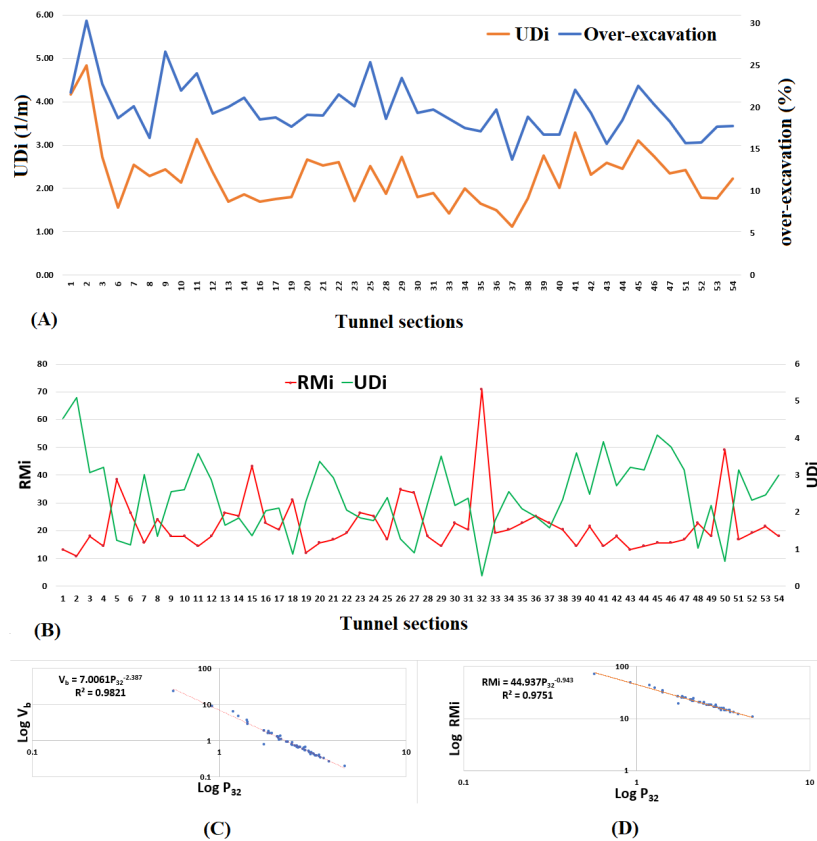 6.00
5.00
4.00
3.00
2.00
1.00
0.00
UDi (1/m)
UDi Over-excavation
30
25
20
15
10
5
0
over-excavation (%)
1 2 3 6 7 8 9 10 11 12 13 14 16 17 19 20 21 22 23 25 28 29 30 31 33 34 35 36 37 38 39 40 41 42 43 44 45 46 47 51 52 53 54
(A)
Tunnel sections
80
70
60
50
40
30
20
10
0
RMi
RMi UDi
6
5
4
3
2
1
0
UDi
1 2 3 4 5 6 7 8 9 10 11 12 13 14 15 16 17 18 19 20 21 22 23 24 25 26 27 28 29 30 31 32 33 34 35 36 37 38 39 40 41 42 43 44 45 46 47 48 49 50 51 52 53 54
(B)
Tunnel sections
V_b = 7.0061P_32^-2.387
R² = 0.9821
100
10
1
0.1
Log V_b
0.1 1 10
Log P_32
(C)
RMi = 44.937P_32^-0.943
R² = 0.9751
100
10
1
Log RMi
0.1 1 10
Log P_32
(D)